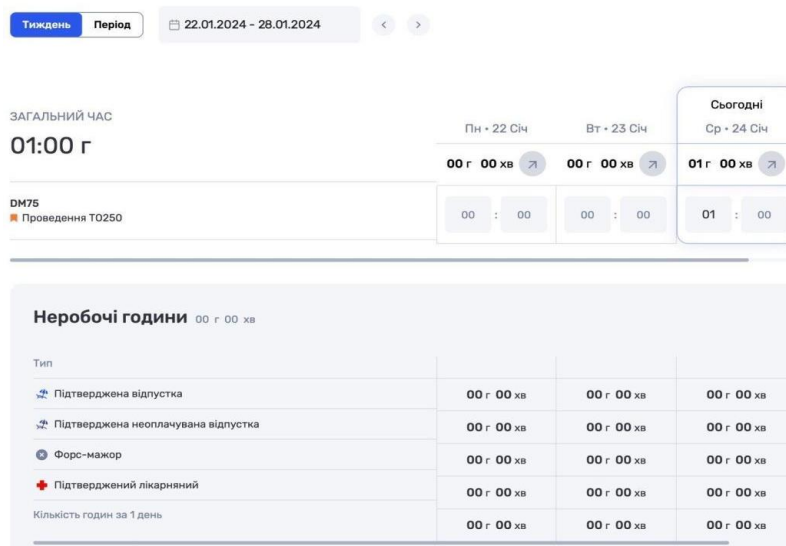 Тиждень Період 22.01.2024 - 28.01.2024
Сьогодні
ЗАГАЛЬНИЙ ЧАС Пн • 22 Січ Вт • 23 Січ Ср • 24 Січ
01:00 г
00 г 00 хв 00 г 00 хв 01 г 00 хв
DM75
Проведення ТО250 00 : 00 00 : 00 01 : 00
Неробочі години 00 г 00 хв
Тип
Підтверджена відпустка 00 г 00 хв 00 г 00 хв 00 г 00 хв
Підтверджена неоплачувана відпустка 00 г 00 хв 00 г 00 хв 00 г 00 хв
Форс-мажор 00 г 00 хв 00 г 00 хв 00 г 00 хв
Підтверджений лікарняний 00 г 00 хв 00 г 00 хв 00 г 00 хв
Кількість годин за 1 день 00 г 00 хв 00 г 00 хв 00 г 00 хв